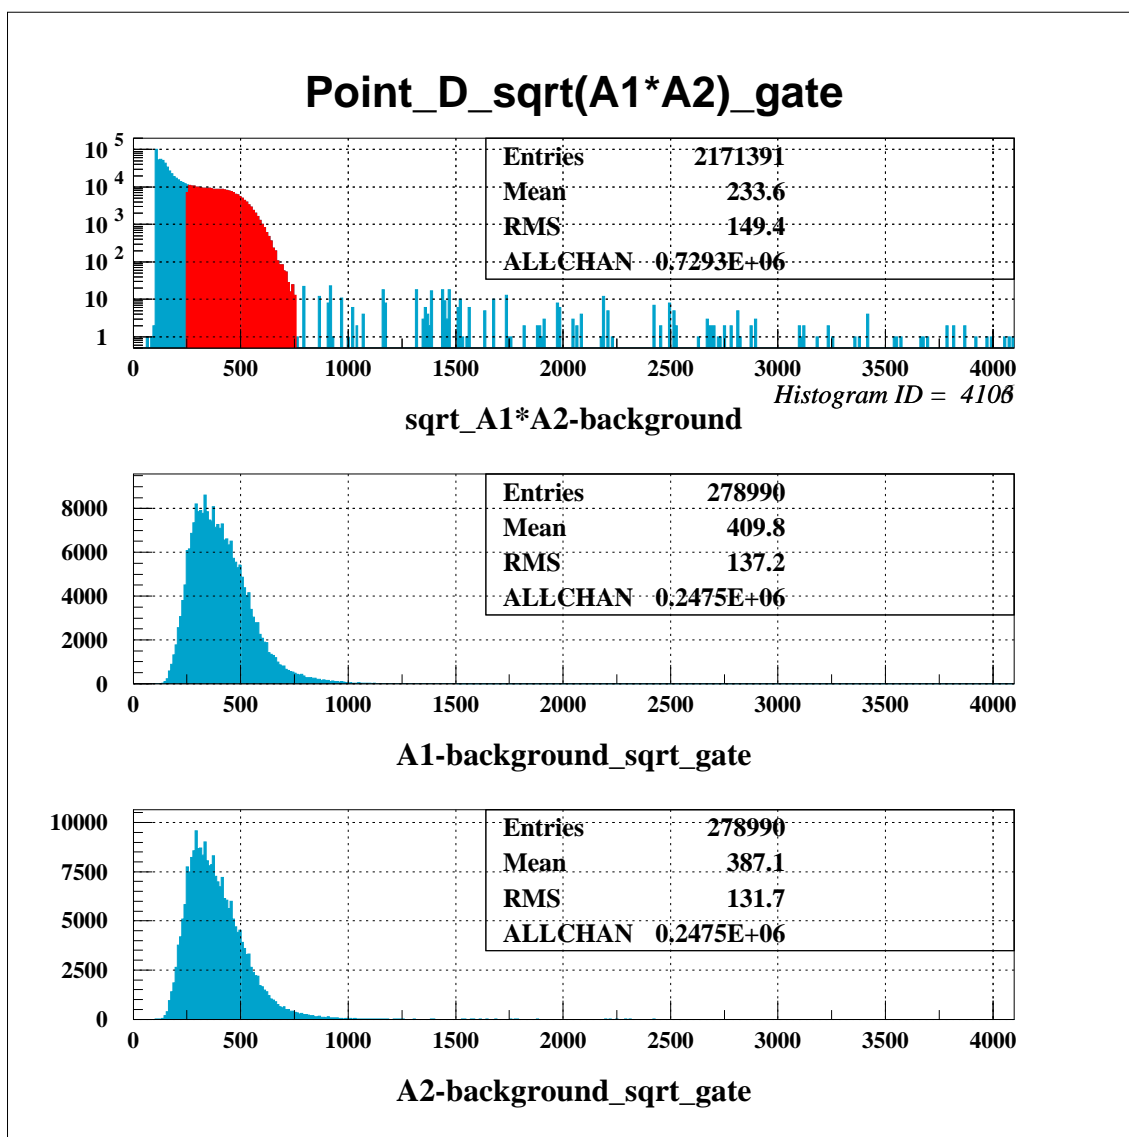 Point_D_sqrt(A1*A2)_gate
10 5
10 4
10 3
10 2
10
1
Entries 2171391
Mean 233.6
RMS 149.4
ALLCHAN 0.7293E+06
0 500 1000 1500 2000 2500 3000 3500 4000
Histogram ID =
sqrt_A1*A2-background
8000
6000
4000
2000
0
Entries 278990
Mean 409.8
RMS 137.2
ALLCHAN 0.2475E+06
0 500 1000 1500 2000 2500 3000 3500 4000
A1-background_sqrt_gate
10000
7500
5000
2500
0
Entries 278990
Mean 387.1
RMS 131.7
ALLCHAN 0.2475E+06
0 500 1000 1500 2000 2500 3000 3500 4000
A2-background_sqrt_gate